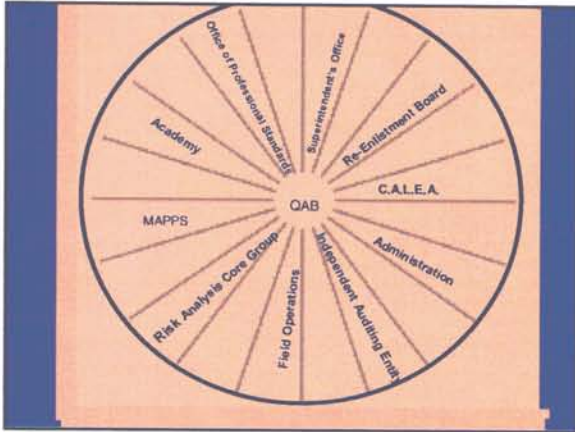 Office of Professional Standards
Superintendent's Office
Re-Enlistment Board
Academy
C.A.L.E.A.
QAB
MAPPS
Administration
Risk Analysis Core Group
Independent Auditing Entity
Field Operations